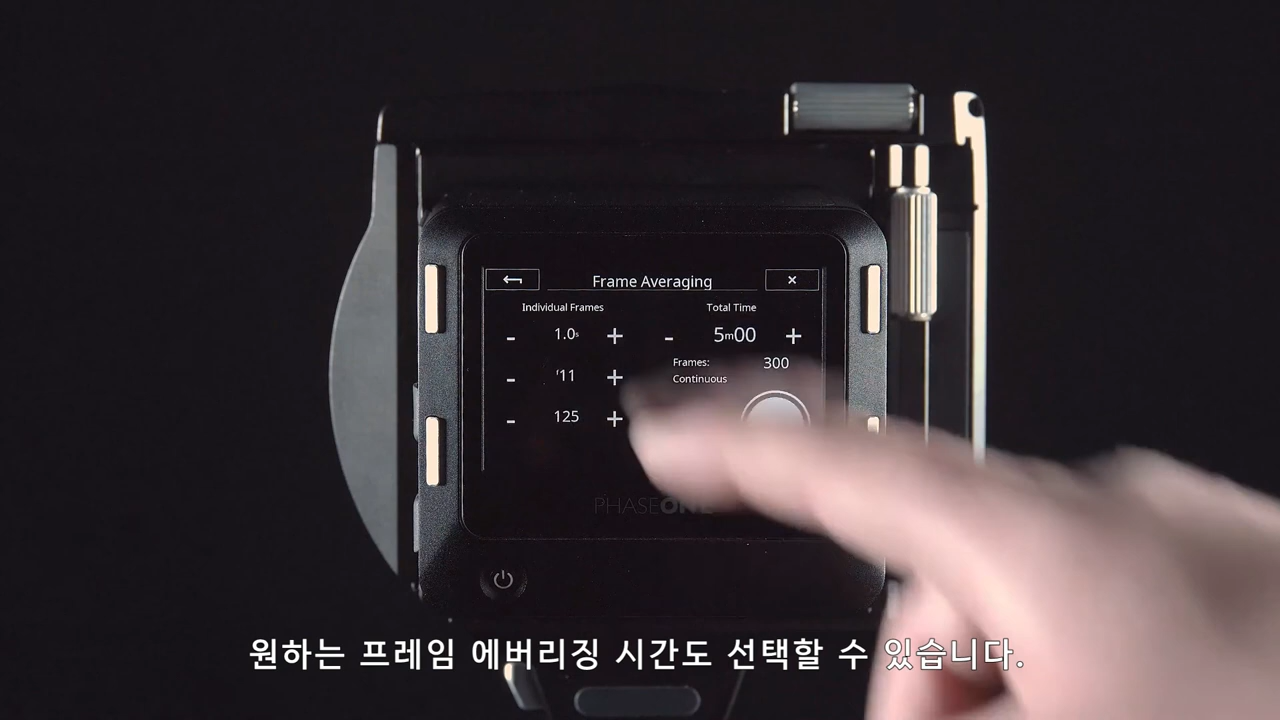 Frame Averaging
Individual Frames
Total Time
- 1.0s +
- 5m00 +
- f11 +
Frames: 300
Continuous
- 125 +
PHASEONE
원하는 프레임 에버리징 시간도 선택할 수 있습니다.